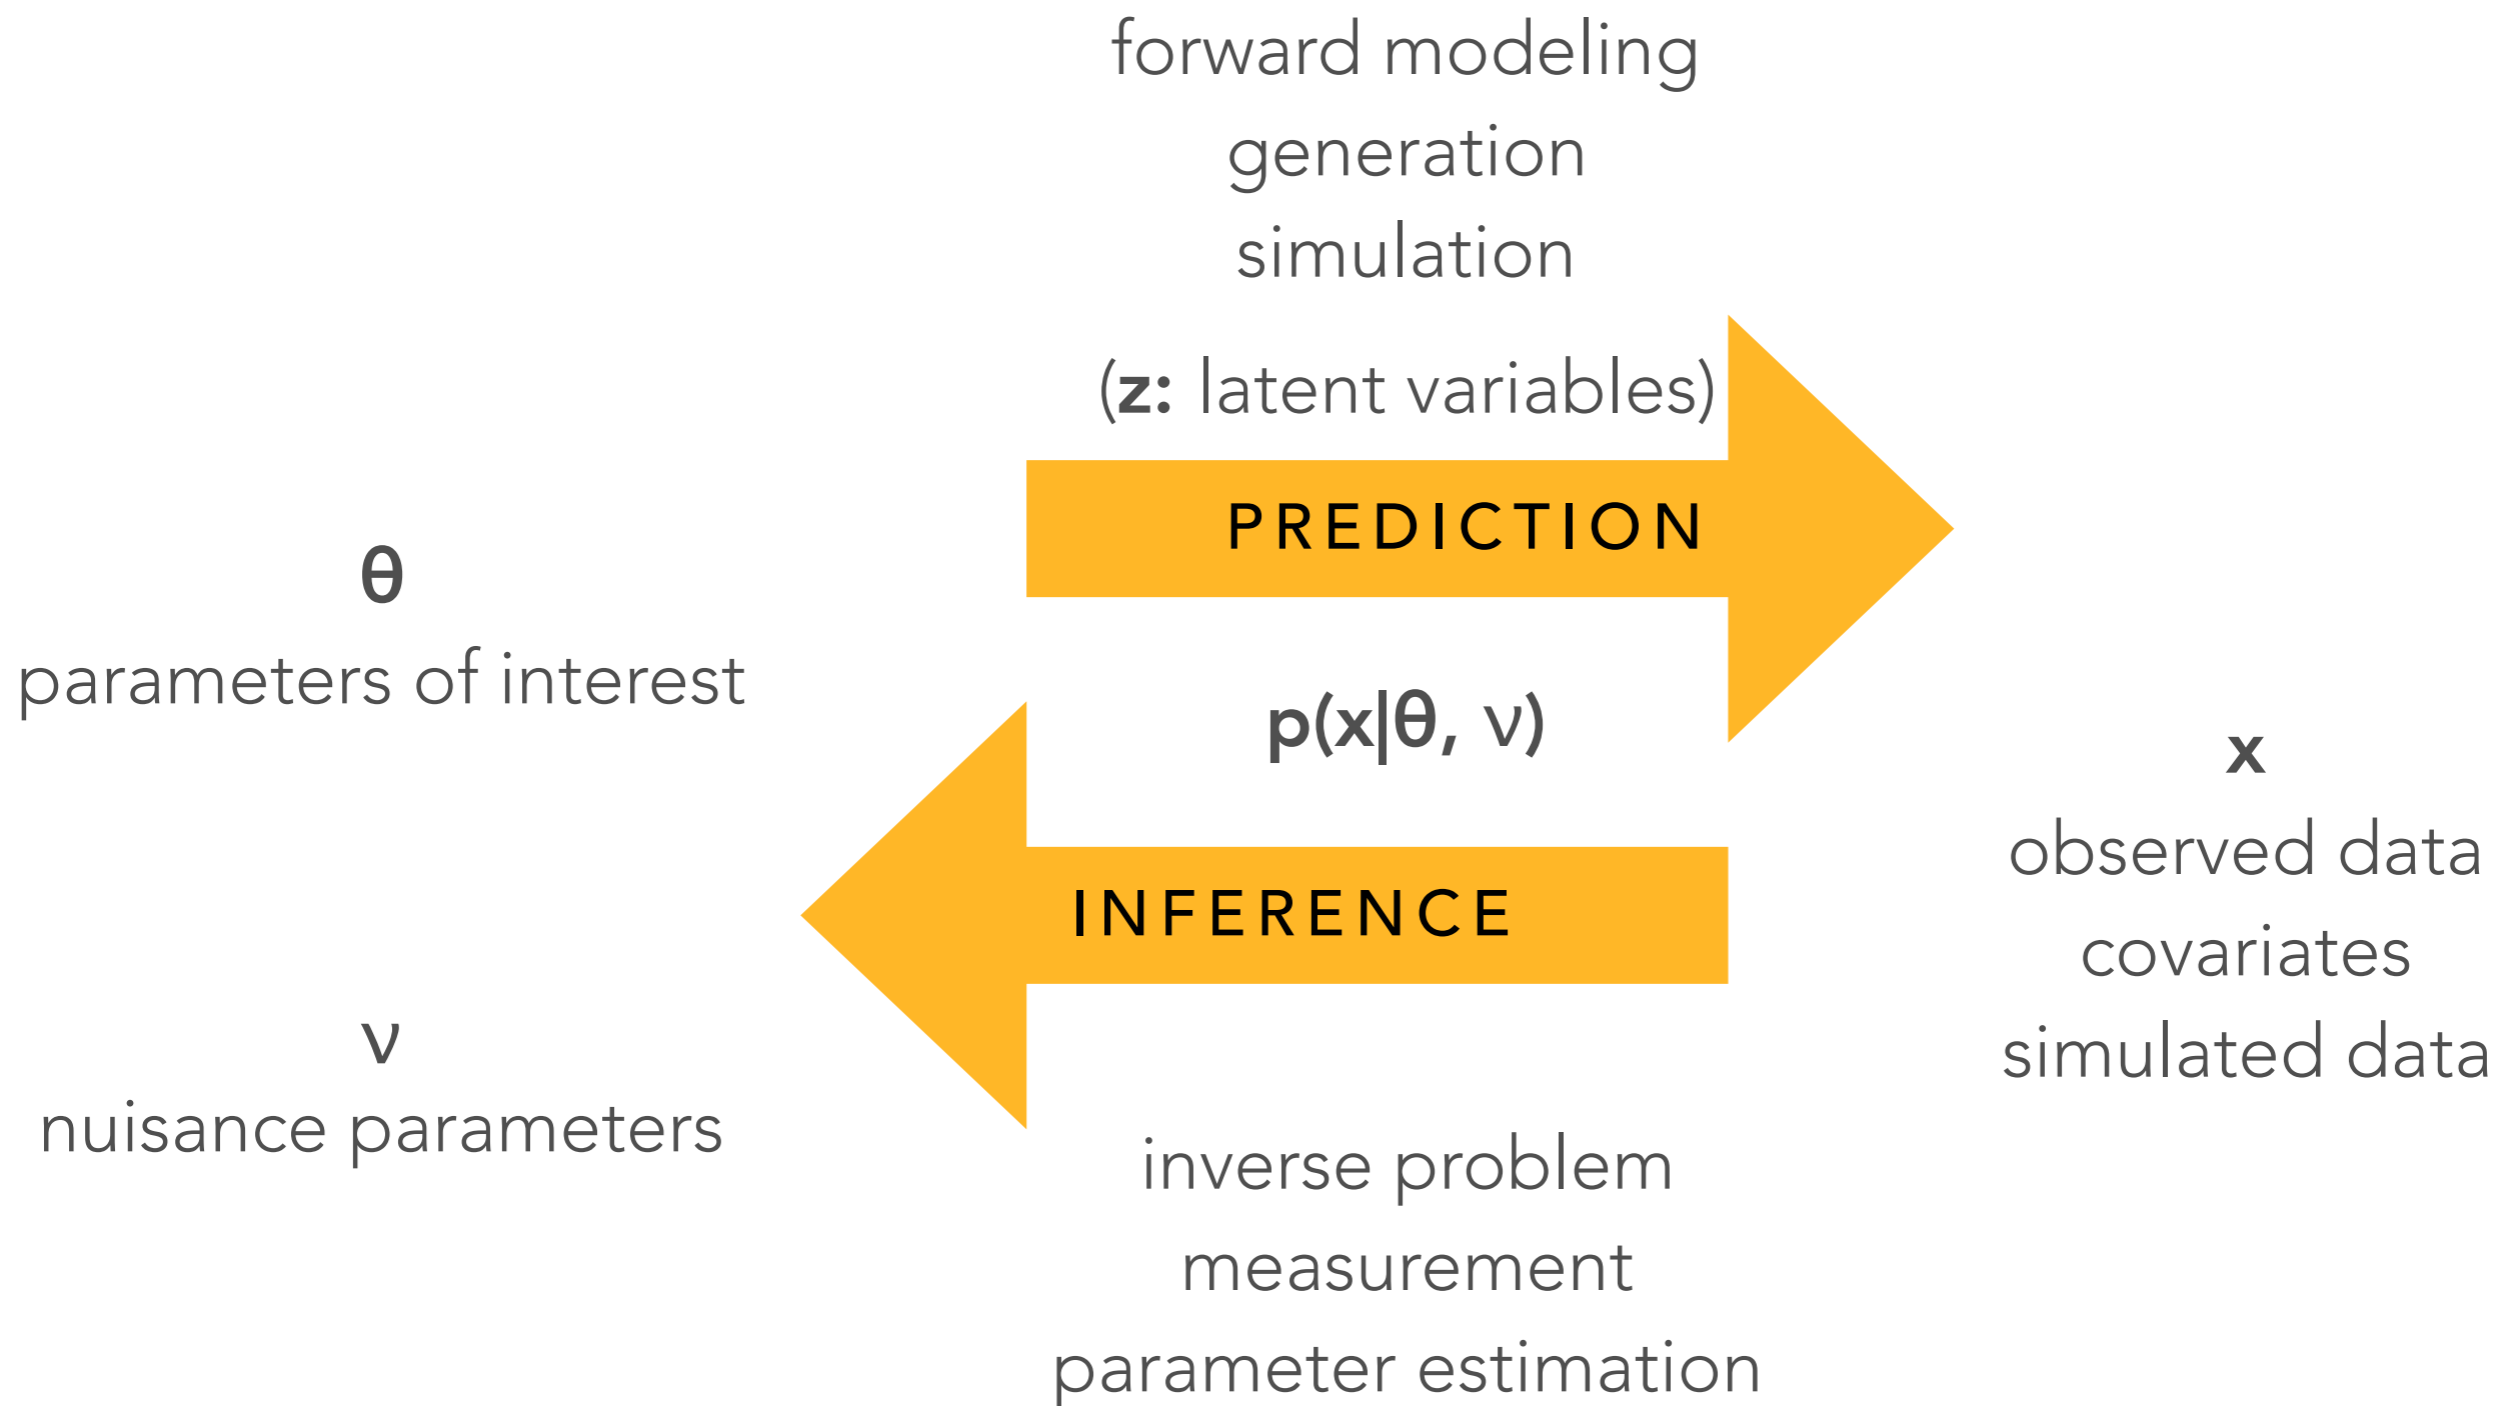 forward modeling
generation
simulation
(z: latent variables)
PREDICTION
θ
parameters of interest
p(x|θ, ν)
x
observed data
covariates
simulated data
INFERENCE
ν
nuisance parameters
inverse problem
measurement
parameter estimation